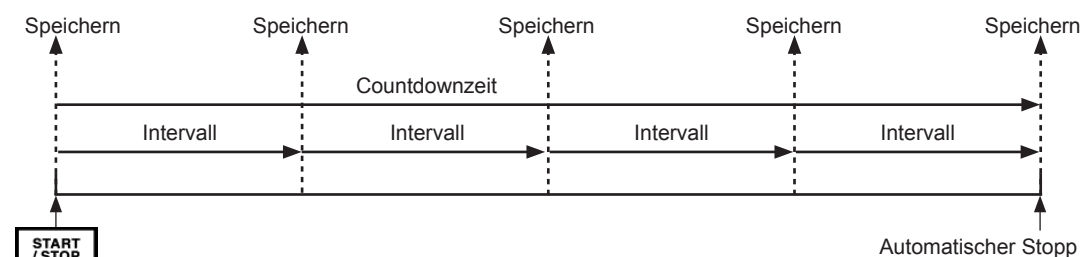 Speichern Speichern Speichern Speichern Speichern
Countdownzeit
Intervall Intervall Intervall Intervall
START
/ STOP
Automatischer Stopp